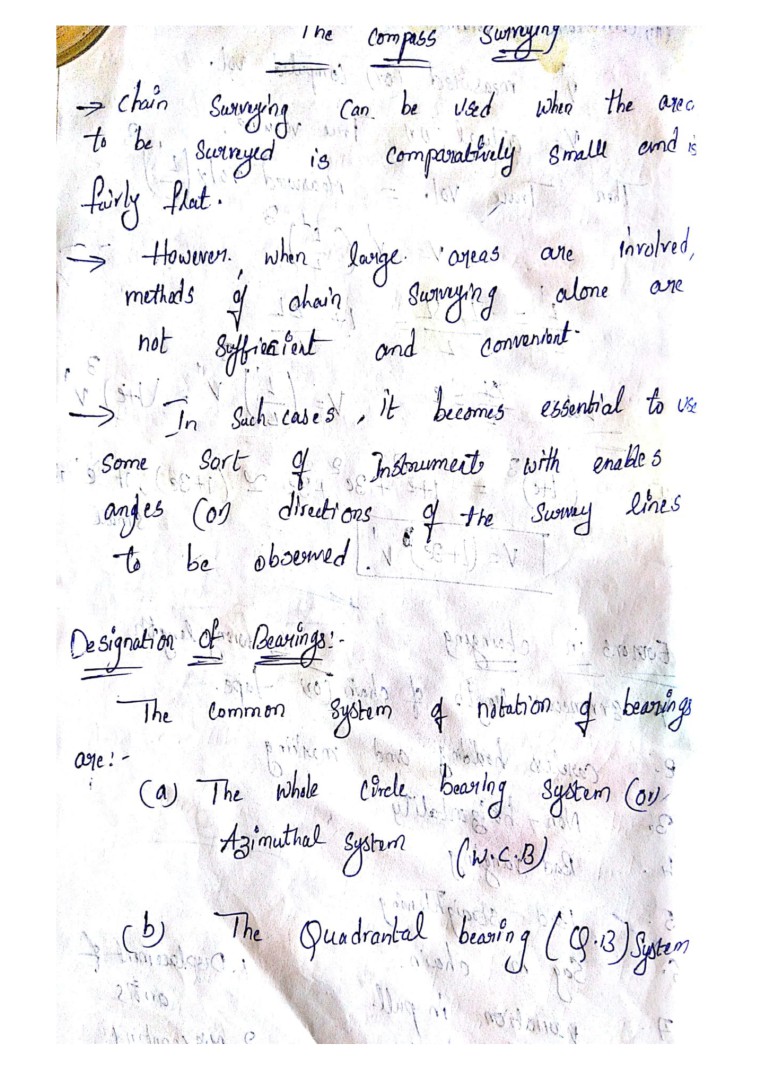 The Compass Surveying
→ chain Surveying. Can be Used When the area
to be. Surveyed is comparatively Small and is
fairly flat.
→ However. when large areas are involved,
methods of chain Surveying alone are
not Sufficient and convenient.
→ In Such cases, it becomes essential to use
Some Sort of Instruments with enables
angles (or) directions of the Survey lines
to be observed.
Designation of Bearings:-
The common System of notation of bearings
are:-
(a) The Whole Circle bearing System (or)
Azimuthal System (W.C.B)
(b) The Quadrantal bearing (Q.B) System